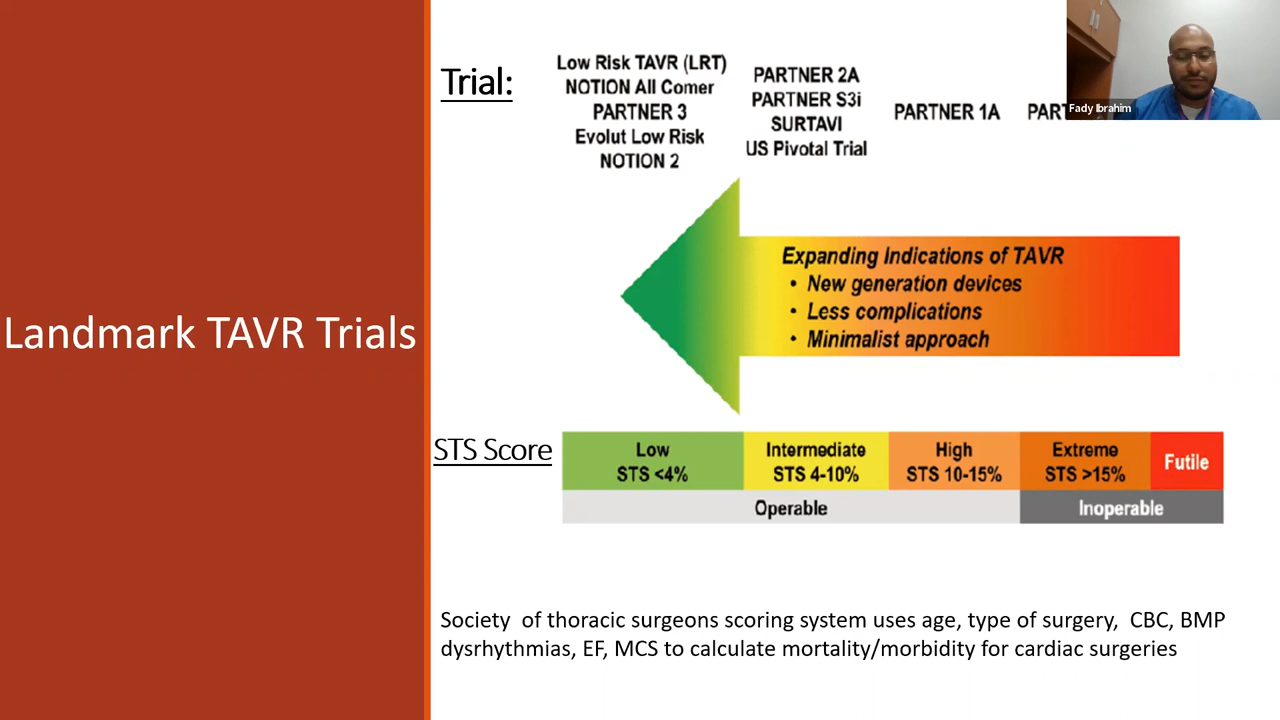 Landmark TAVR Trials
Trial:
Low Risk TAVR (LRT)
NOTION All Comer
PARTNER 3
Evolut Low Risk
NOTION 2
PARTNER 2A
PARTNER S3i
SURTAVI
US Pivotal Trial
PARTNER 1A
Fady Ibrahim
Expanding Indications of TAVR
• New generation devices
• Less complications
• Minimalist approach
STS Score
Low
STS <4%
Intermediate
STS 4-10%
High
STS 10-15%
Extreme
STS >15%
Futile
Operable
Inoperable
Society of thoracic surgeons scoring system uses age, type of surgery, CBC, BMP
dysrhythmias, EF, MCS to calculate mortality/morbidity for cardiac surgeries